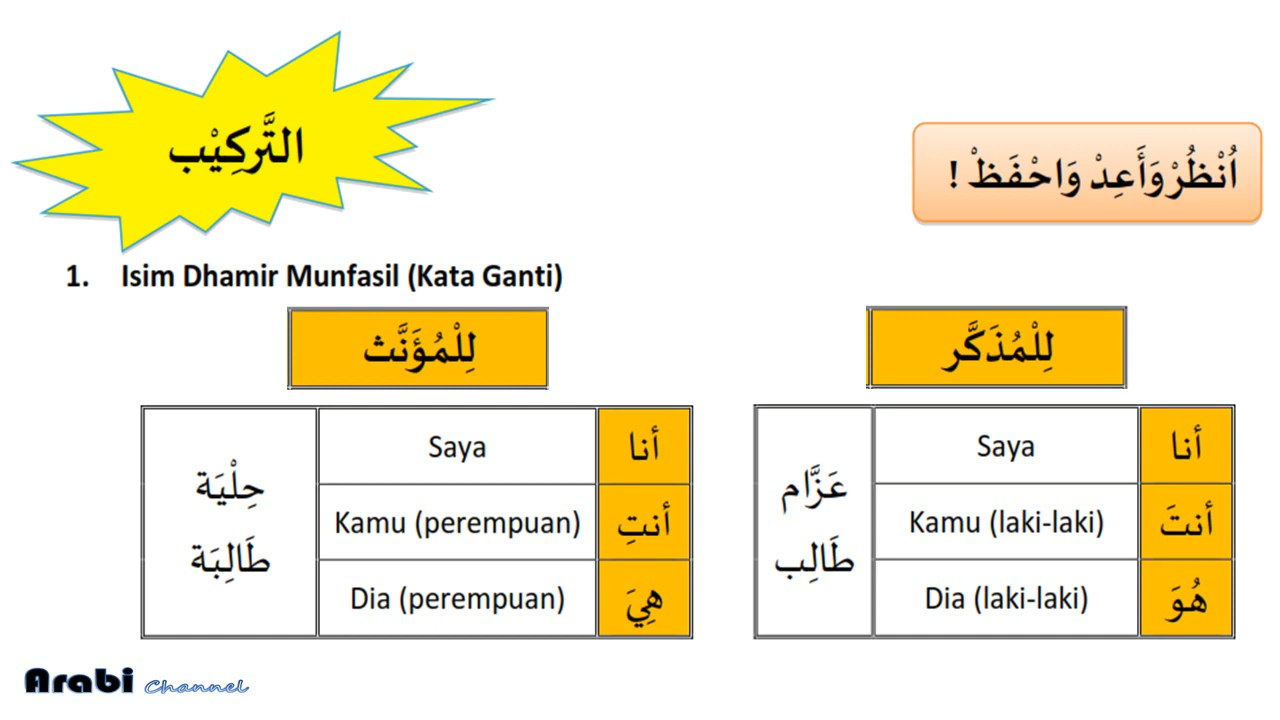 التَّرْكِيْب
اُنْظُرْ وَأَعِدْ وَاحْفَظْ !
1. Isim Dhamir Munfasil (Kata Ganti)
لِلْمُذَكَّر
أنا
Saya
أنتَ
Kamu (laki-laki)
هُوَ
Dia (laki-laki)
عَزَّام
طَالِب
لِلْمُؤَنَّث
أنا
Saya
أنتِ
Kamu (perempuan)
هِيَ
Dia (perempuan)
حِلْيَة
طَالِبَة
Arabi Channel